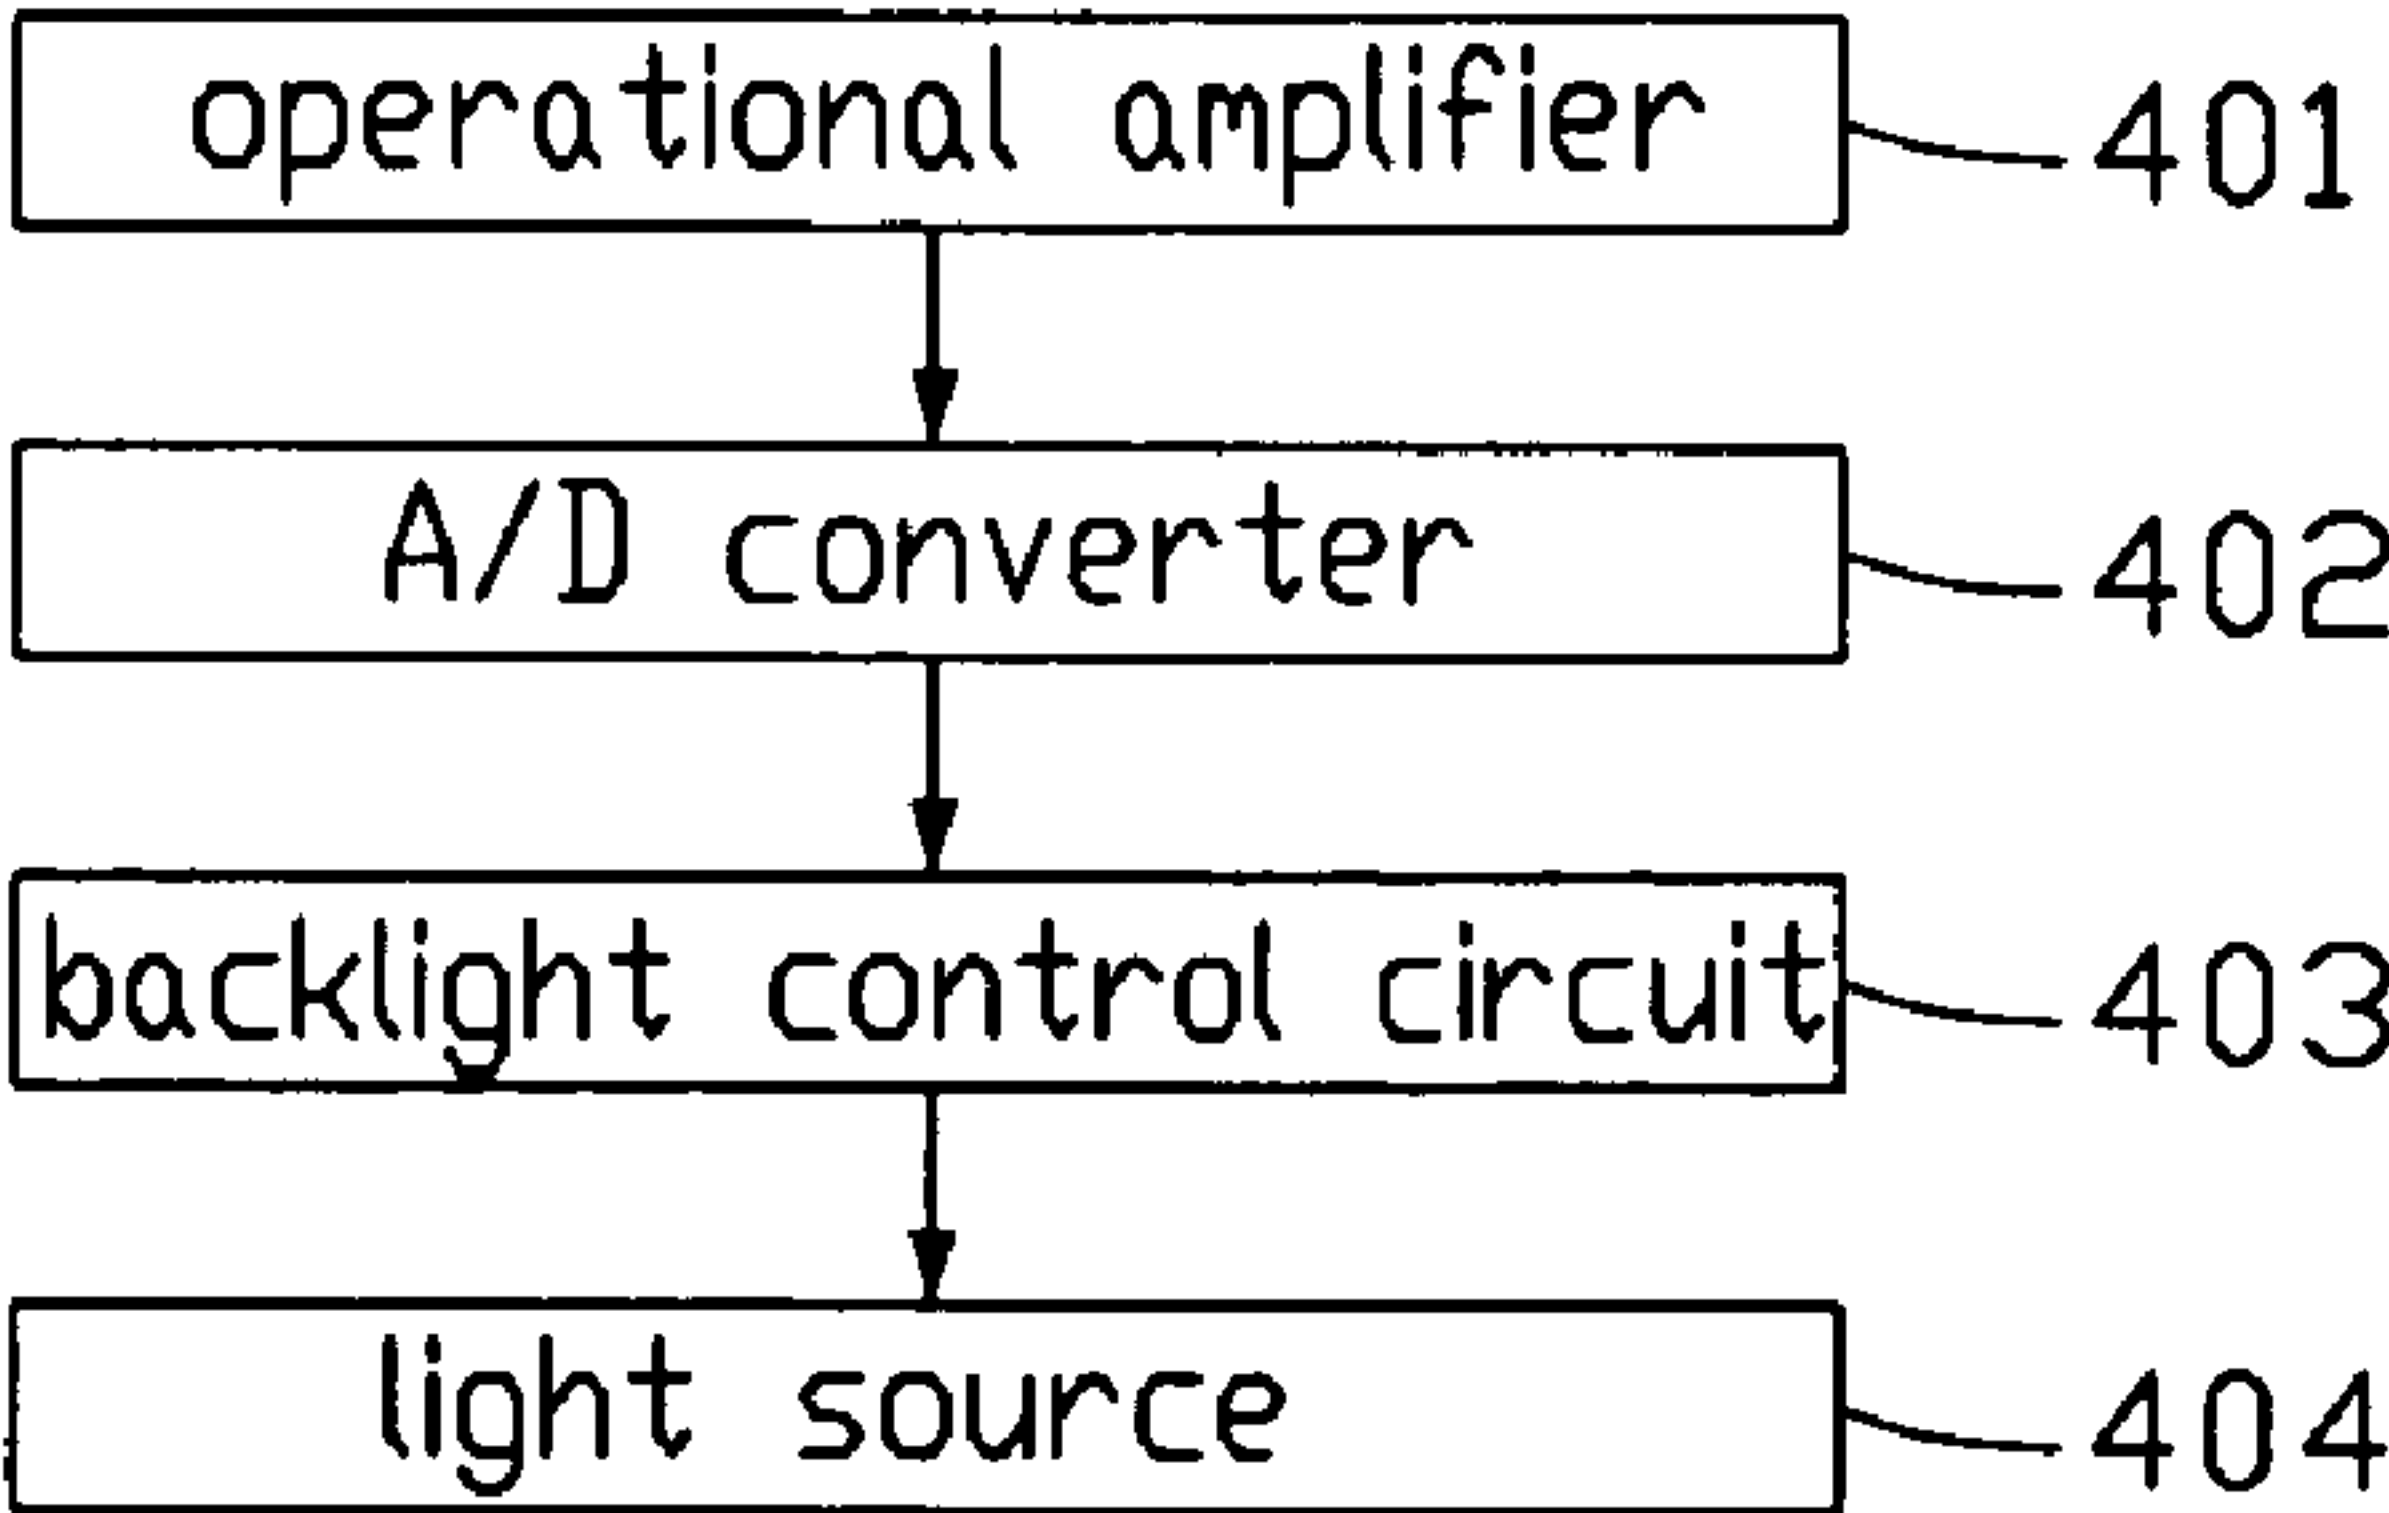 operational amplifier 401
A/D converter 402
backlight control circuit 403
light source 404